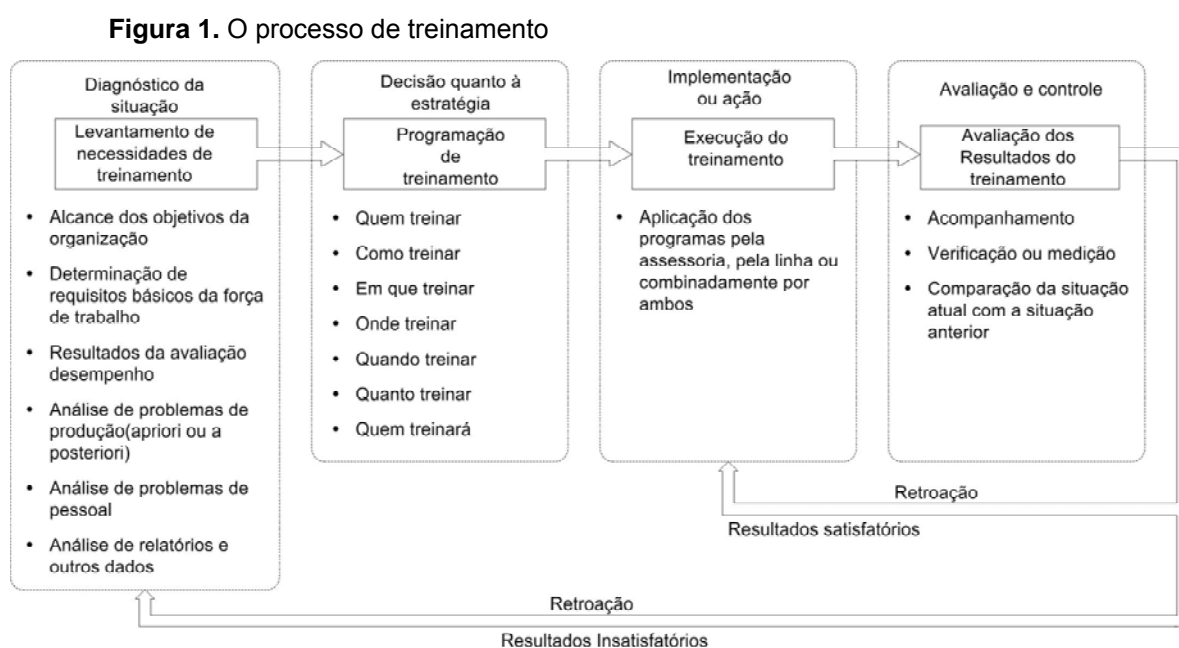 Figura 1. O processo de treinamento
Diagnóstico da
situação
Levantamento de
necessidades de
treinamento
• Alcance dos objetivos da
organização
• Determinação de
requisitos básicos da força
de trabalho
• Resultados da avaliação
desempenho
• Análise de problemas de
produção(apriori ou a
posteriori)
• Análise de problemas de
pessoal
• Análise de relatórios e
outros dados
Decisão quanto à
estratégia
Programação
de
treinamento
• Quem treinar
• Como treinar
• Em que treinar
• Onde treinar
• Quando treinar
• Quanto treinar
• Quem treinará
Implementação
ou ação
Execução do
treinamento
• Aplicação dos
programas pela
assessoria, pela linha ou
combinadamente por
ambos
Avaliação e controle
Avaliação dos
Resultados do
treinamento
• Acompanhamento
• Verificação ou medição
• Comparação da situação
atual com a situação
anterior
Retroação
Resultados satisfatórios
Retroação
Resultados Insatisfatórios